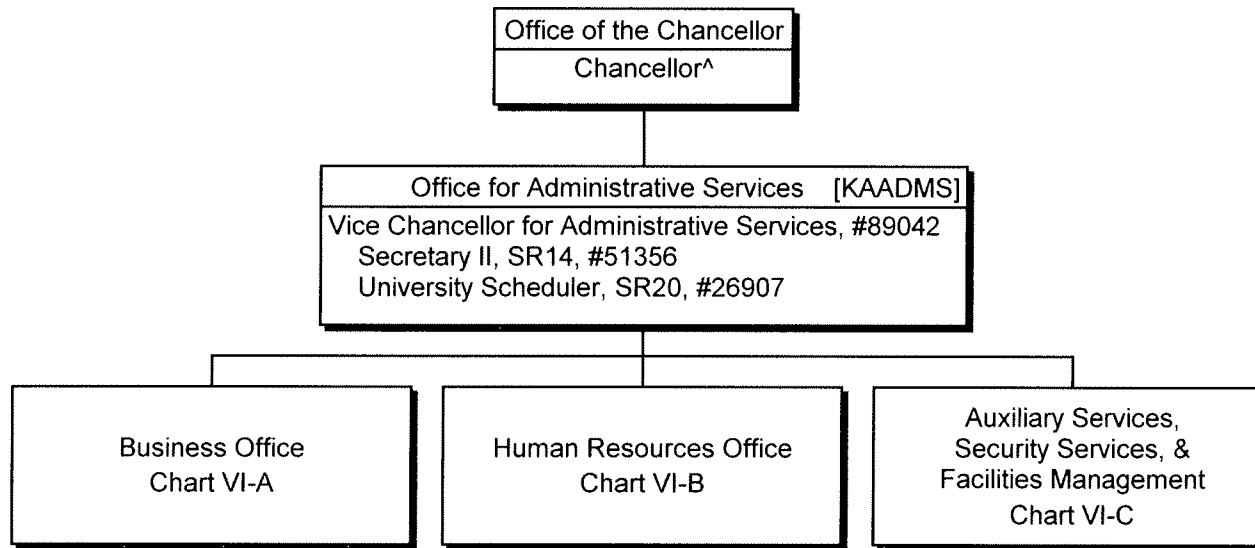 Office of the Chancellor
Chancellor^
Office for Administrative Services [KAADMS]
Vice Chancellor for Administrative Services, #89042
Secretary II, SR14, #51356
University Scheduler, SR20, #26907
Business Office
Chart VI-A
Human Resources Office
Chart VI-B
Auxiliary Services,
Security Services, &
Facilities Management
Chart VI-C